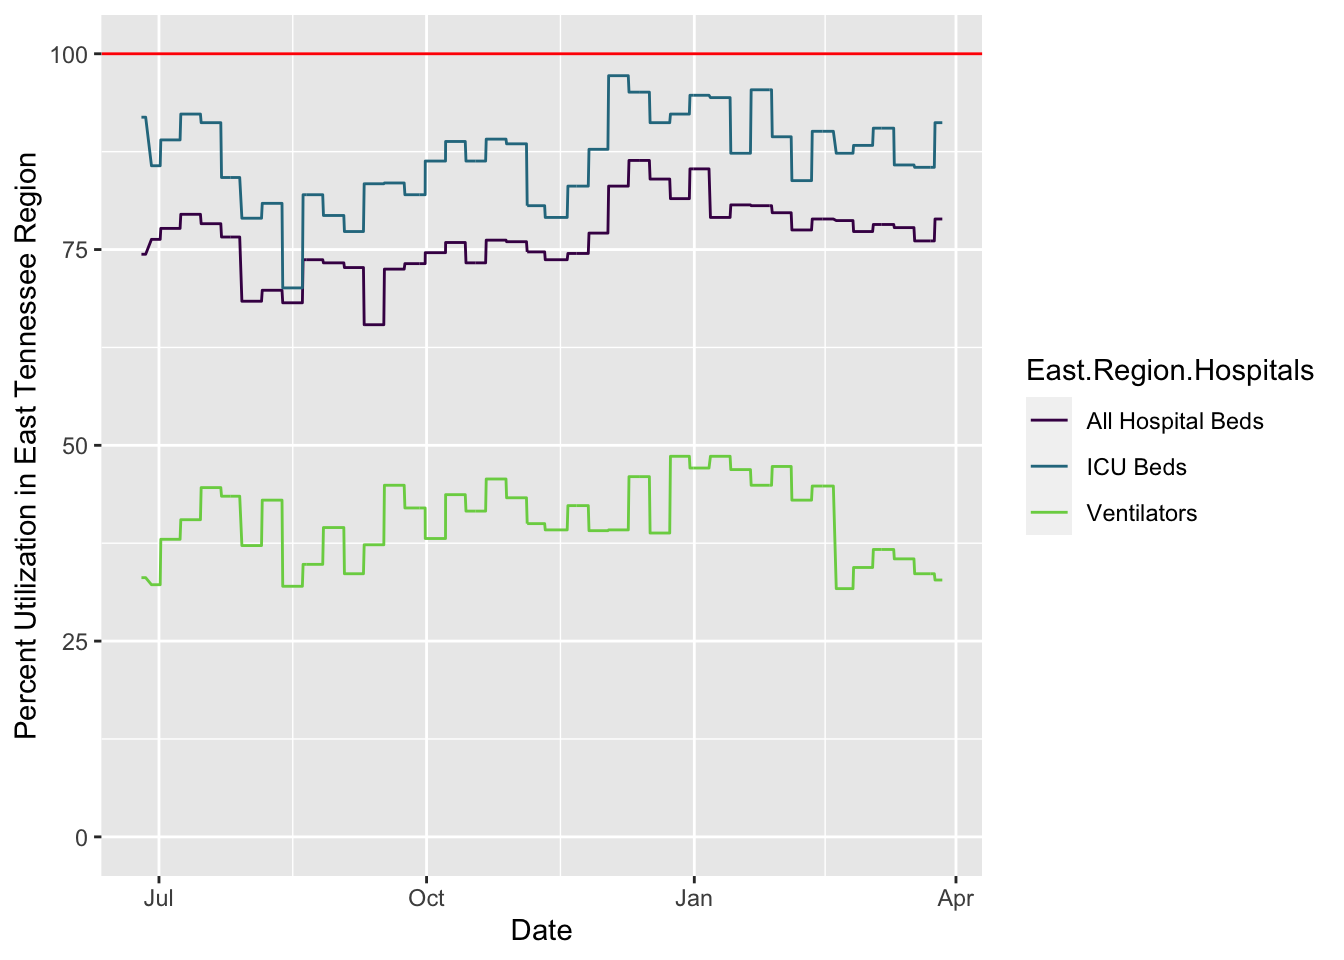 Percent Utilization in East Tennessee Region
100
75
50
25
0
Jul
Oct
Jan
Apr
Date
East.Region.Hospitals
All Hospital Beds
ICU Beds
Ventilators